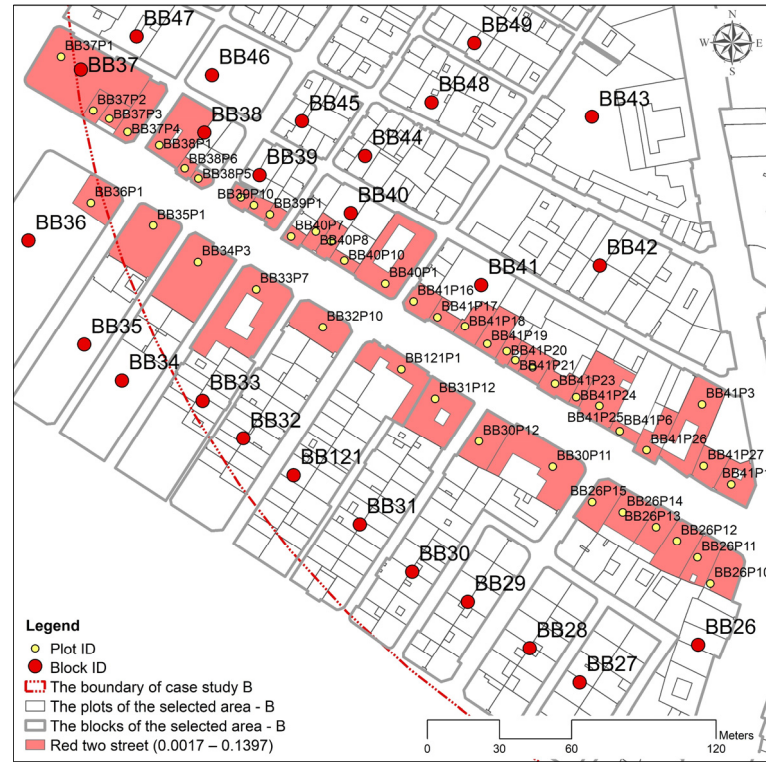 BB47
BB49
N
W E
S
BB37P1
BB37
BB46
BB48
BB43
BB37P2
BB37P3
BB37P4
BB38
BB45
BB38P1
BB44
BB38P6
BB38P5
BB39
BB36P1
BB39P10
BB39P1
BB40
BB35P1
BB36
BB40P7
BB40P8
BB40P10
BB34P3
BB42
BB41
BB33P7
BB40P1
BB41P16
BB41P17
BB32P10
BB41P18
BB41P19
BB35
BB41P20
BB121P1
BB41P21
BB34
BB41P23
BB31P12
BB41P24
BB41P3
BB33
BB41P25
BB41P6
BB32
BB30P12
BB41P26
BB30P11
BB41P27
BB121
BB41P1
BB26P15
BB26P14
BB31
BB26P13
BB26P12
BB26P11
BB30
BB26P10
BB29
BB28
BB26
BB27
Legend
Plot ID
Block ID
The boundary of case study B
The plots of the selected area - B
The blocks of the selected area - B
Red two street (0.0017 – 0.1397)
Meters
0 30 60 120